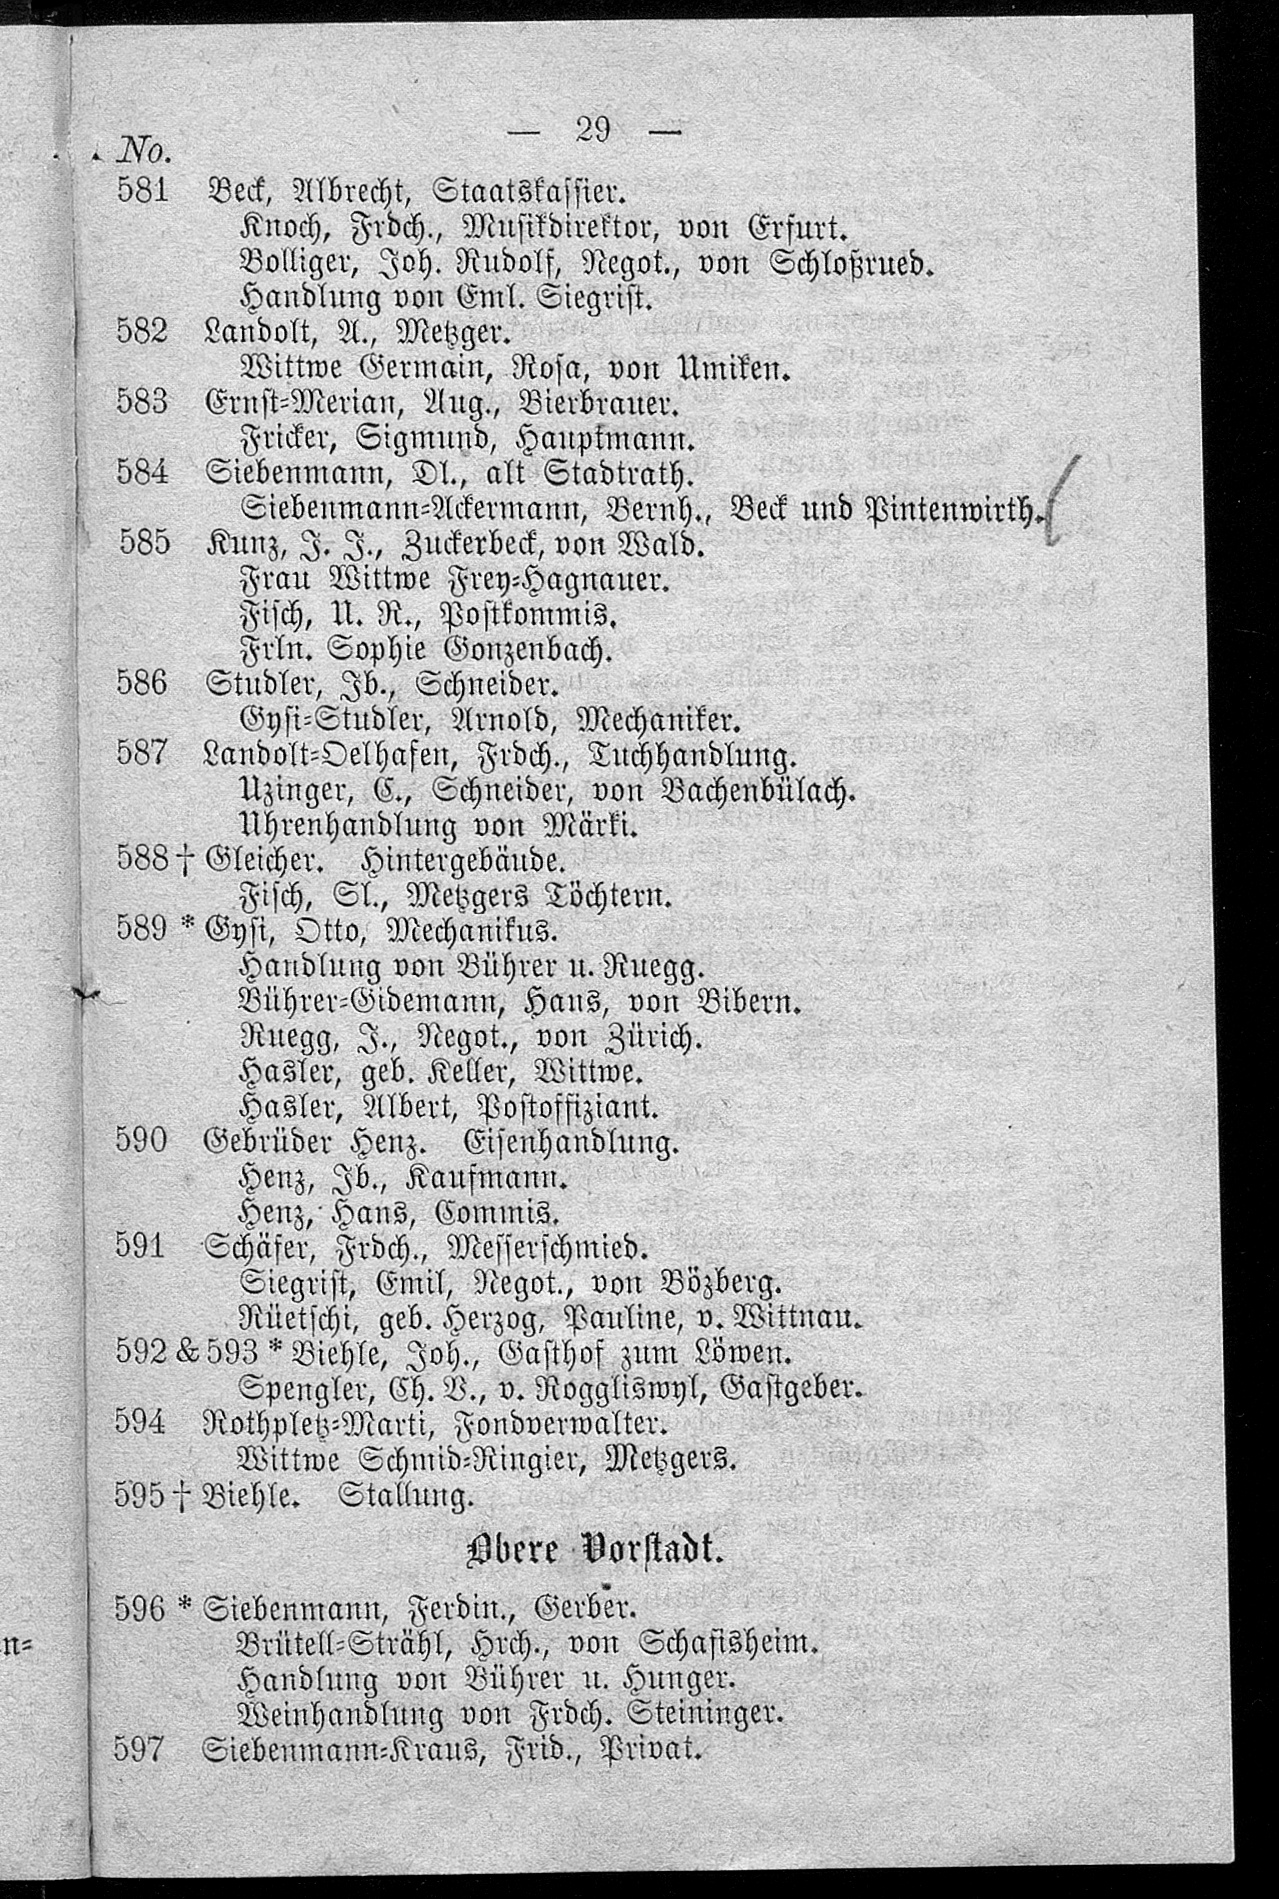 — 29 —
No.
581 Beck, Albrecht, Staatskassier.
Knoch, Frdch., Musikdirektor, von Erfurt.
Bolliger, Joh. Rudolf, Negot., von Schloßrued.
Handlung von Eml. Siegrist.
582 Landolt, A., Metzger.
Wittwe Germain, Rosa, von Umiken.
583 Ernst-Merian, Aug., Bierbrauer.
Fricker, Sigmund, Hauptmann.
584 Siebenmann, Dl., alt Stadtrath.
Siebenmann-Ackermann, Bernh., Beck und Pintenwirth.
585 Kunz, J. J., Zuckerbeck, von Wald.
Frau Wittwe Frey-Hagnauer.
Fisch, U. R., Postkommis.
Frln. Sophie Gonzenbach.
586 Studler, Jb., Schneider.
Gysi-Studler, Arnold, Mechaniker.
587 Landolt-Oelhafen, Frdch., Tuchhandlung.
Uzinger, C., Schneider, von Bachenbülach.
Uhrenhandlung von Märki.
588 † Gleicher. Hintergebäude.
Fisch, Sl., Metzgers Töchtern.
589 * Gysi, Otto, Mechanikus.
Handlung von Bührer u. Ruegg.
Bührer-Gidemann, Hans, von Bibern.
Ruegg, J., Negot., von Zürich.
Hasler, geb. Keller, Wittwe.
Hasler, Albert, Postoffiziant.
590 Gebrüder Henz. Eisenhandlung.
Henz, Jb., Kaufmann.
Henz, Hans, Commis.
591 Schäfer, Frdch., Messerschmied.
Siegrist, Emil, Negot., von Bözberg.
Rüetschi, geb. Herzog, Pauline, v. Wittnau.
592 & 593 * Biehle, Joh., Gasthof zum Löwen.
Spengler, Ch. V., v. Roggliswyl, Gastgeber.
594 Rothpletz-Marti, Fondverwalter.
Wittwe Schmid-Ringier, Metzgers.
595 † Biehle. Stallung.
Obere Vorstadt.
596 * Siebenmann, Ferdin., Gerber.
Brütell-Strähl, Hrch., von Schafisheim.
Handlung von Bührer u. Hunger.
Weinhandlung von Frdch. Steininger.
597 Siebenmann-Kraus, Frid., Privat.
n-